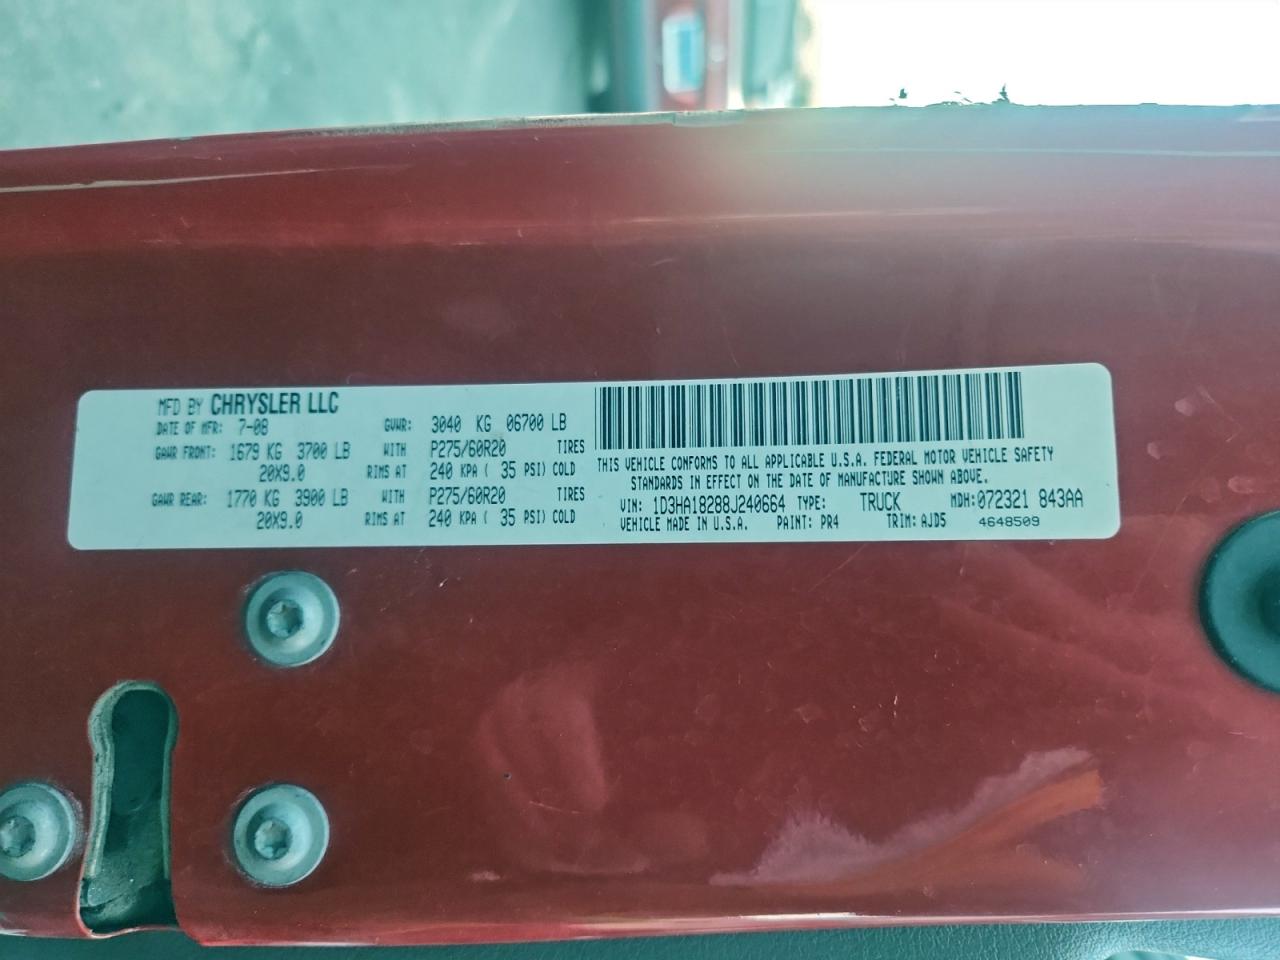 MFD BY CHRYSLER LLC
DATE OF MFR: 7-08 GVWR: 3040 KG 06700 LB
GAWR FRONT: 1679 KG 3700 LB WITH P275/60R20 TIRES
20X9.0 RIMS AT 240 KPA ( 35 PSI) COLD
GAWR REAR: 1770 KG 3900 LB WITH P275/60R20 TIRES
20X9.0 RIMS AT 240 KPA ( 35 PSI) COLD
THIS VEHICLE CONFORMS TO ALL APPLICABLE U.S.A. FEDERAL MOTOR VEHICLE SAFETY
STANDARDS IN EFFECT ON THE DATE OF MANUFACTURE SHOWN ABOVE.
VIN: 1D3HA18288J240664 TYPE: TRUCK MDH: 072321 843AA
VEHICLE MADE IN U.S.A. PAINT: PR4 TRIM: AJD5 4648509